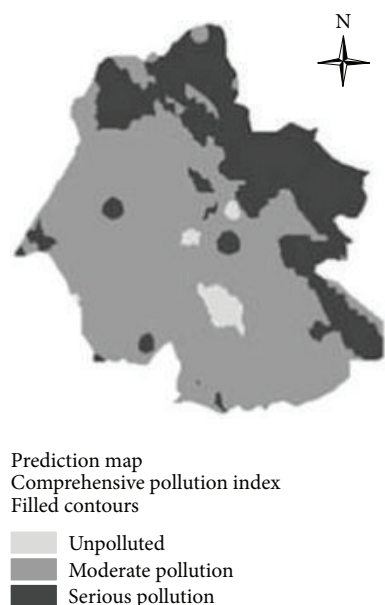 N
Prediction map
Comprehensive pollution index
Filled contours
Unpolluted
Moderate pollution
Serious pollution